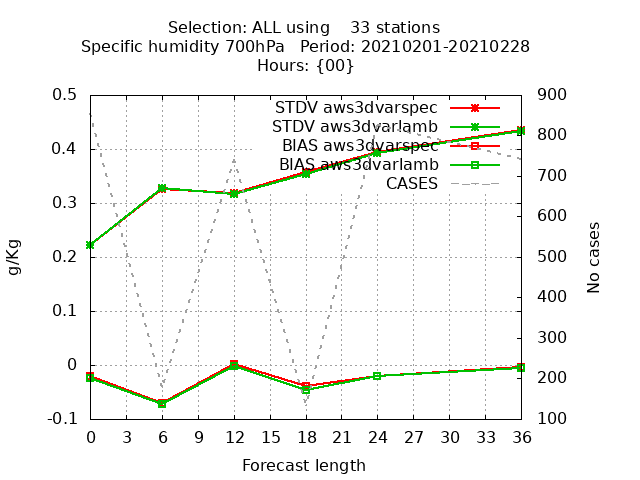 Selection: ALL using    33 stations
Specific humidity 700hPa   Period: 20210201-20210228
Hours: {00}
0.5
0.4
0.3
0.2
0.1
0
-0.1
g/Kg
STDV aws3dvarspec
STDV aws3dvarlamb
BIAS aws3dvarspec
BIAS aws3dvarlamb
CASES
900
800
700
600
500
400
300
200
100
No cases
0 3 6 9 12 15 18 21 24 27 30 33 36
Forecast length